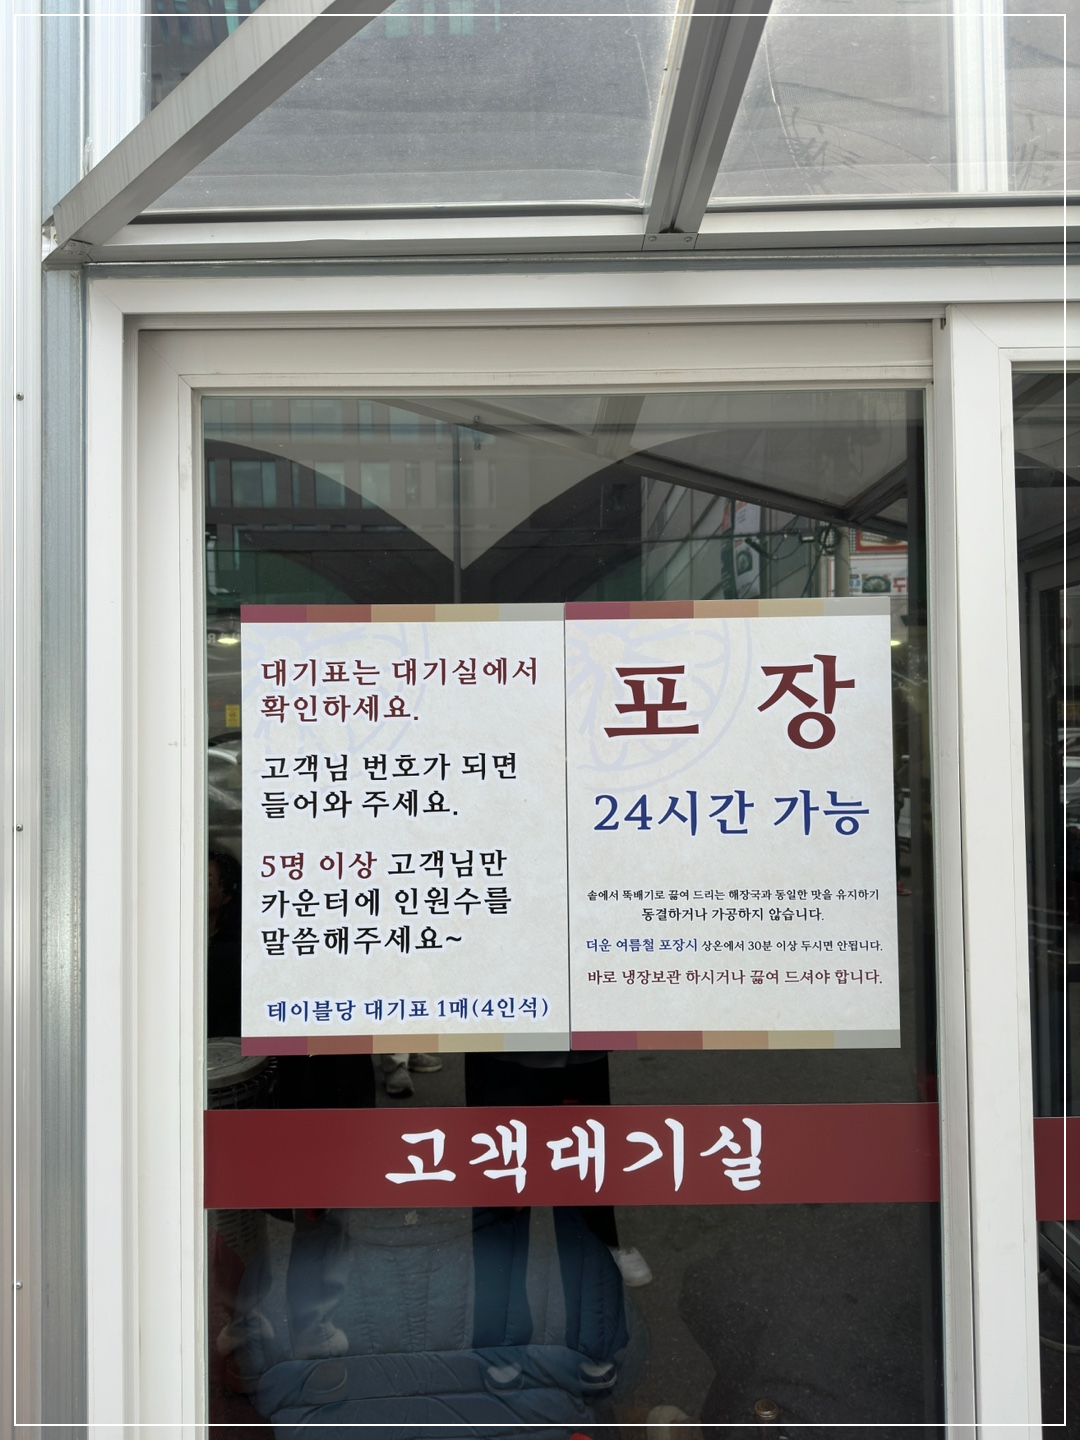 대기표는 대기실에서
확인하세요.
고객님 번호가 되면
들어와 주세요.
5명 이상 고객님만
카운터에 인원수를
말씀해주세요~
테이블당 대기표 1매(4인석)
포 장
24시간 가능
솥에서 뚝배기로 끓여 드리는 해장국과 동일한 맛을 유지하기
동결하거나 가공하지 않습니다.
더운 여름철 포장시 상온에서 30분 이상 두시면 안됩니다.
바로 냉장보관 하시거나 끓여 드셔야 합니다.
고객대기실